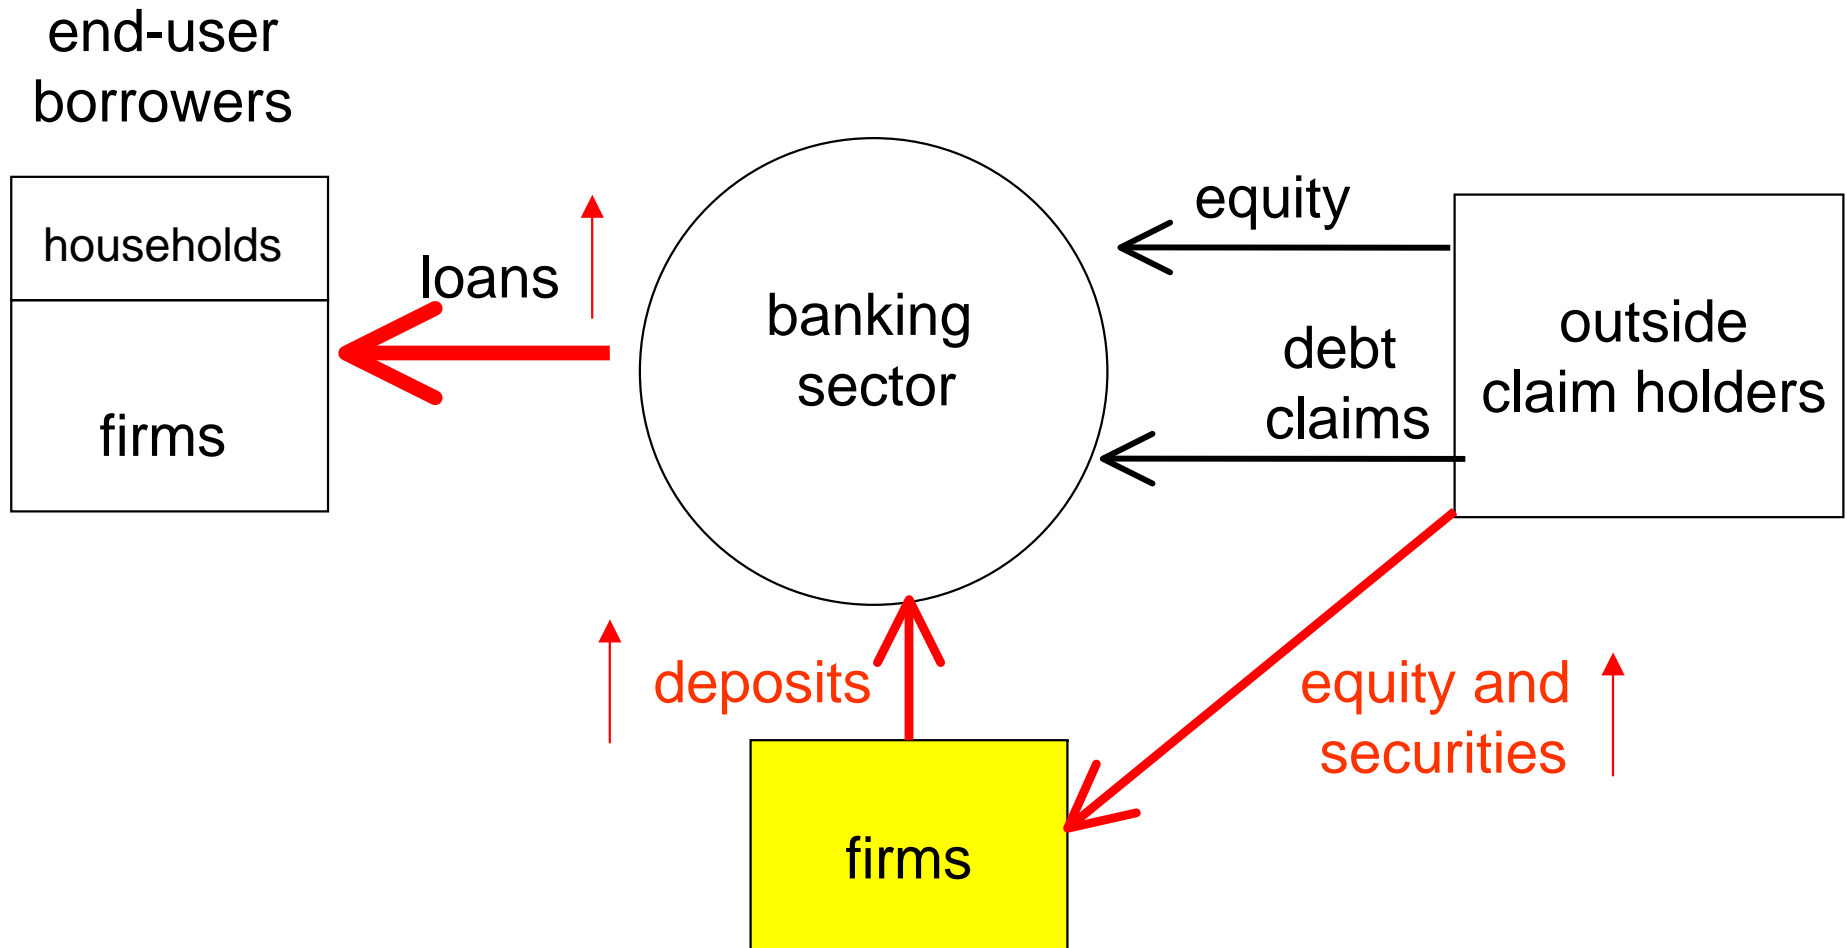 end-user
borrowers
households
firms
loans
banking
sector
equity
debt
claims
outside
claim holders
deposits
equity and
securities
firms